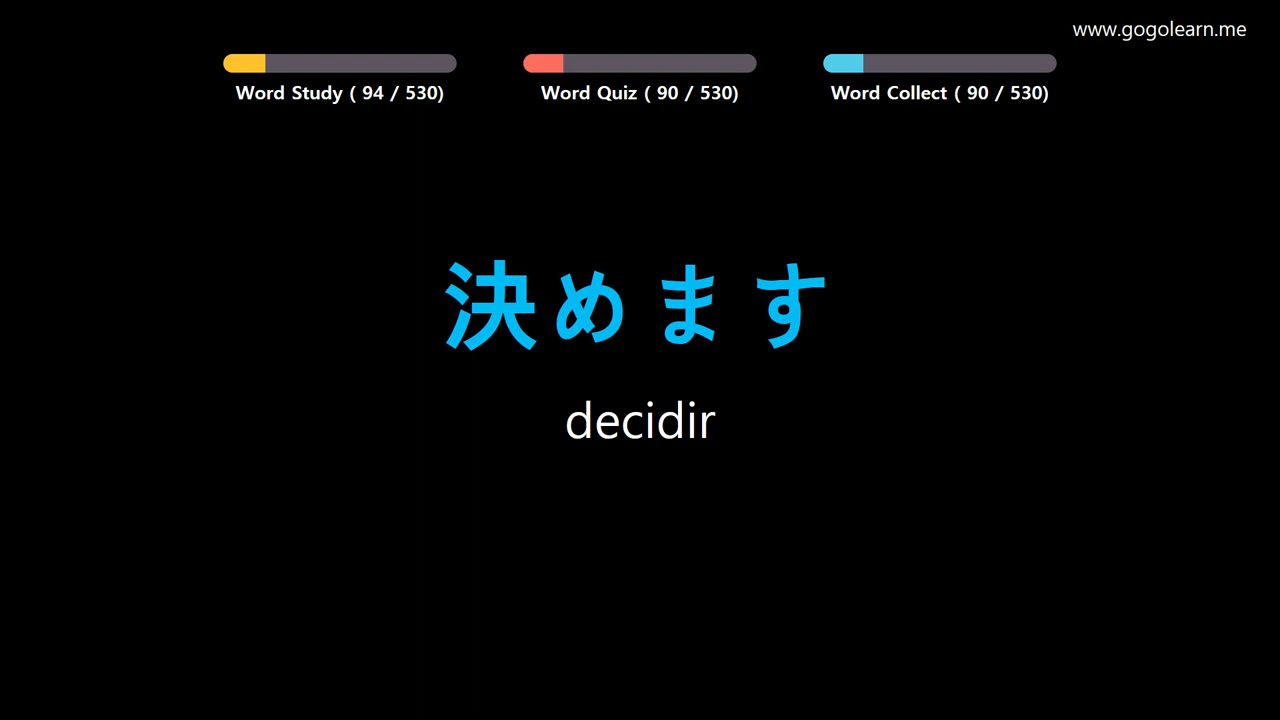 www.gogolearn.me
Word Study ( 94 / 530)
Word Quiz ( 90 / 530)
Word Collect ( 90 / 530)
決めます
decidir